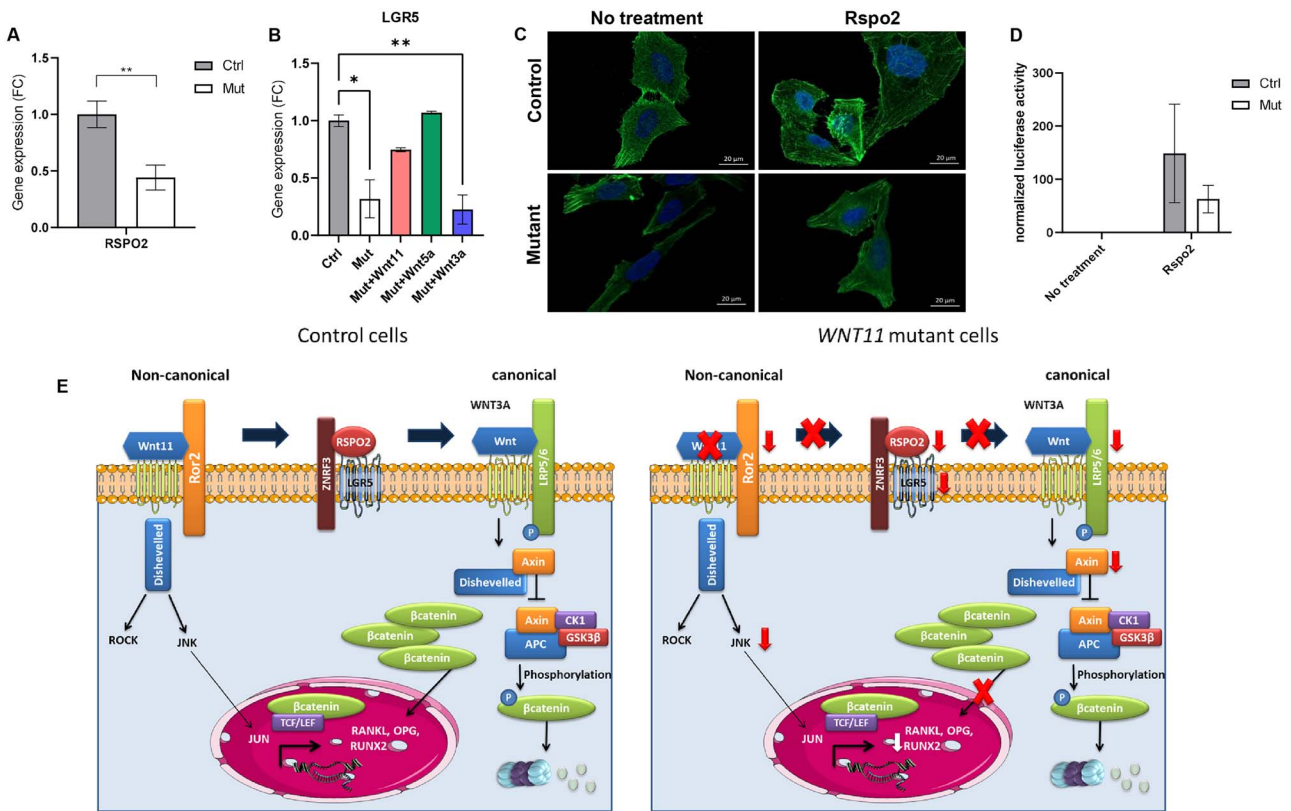 A
Gene expression (FC)
1.5
1.0
0.5
0.0
**
RSPO2
Ctrl
Mut
B
LGR5
Gene expression (FC)
1.5
1.0
0.5
0.0
**
*
Ctrl
Mut
Mut+Wnt11
Mut+Wnt5a
Mut+Wnt3a
C
No treatment
Rspo2
Control
Mutant
20 µm
20 µm
20 µm
20 µm
D
normalized luciferase activity
300
250
200
150
100
50
0
No treatment
Rspo2
Ctrl
Mut
E
Control cells
Non-canonical
canonical
WNT3A
Wnt11
Ror2
ZNRF3
RSPO2
LGR5
Wnt
LRP5/6
P
Dishevelled
ROCK
JNK
Axin
Dishevelled
βcatenin
βcatenin
βcatenin
Axin
CK1
APC
GSK3β
Phosphorylation
P
βcatenin
βcatenin
TCF/LEF
JUN
RANKL, OPG,
RUNX2
WNT11 mutant cells
Non-canonical
canonical
WNT3A
Ror2
ZNRF3
RSPO2
LGR5
Wnt
LRP5/6
P
Dishevelled
ROCK
JNK
Axin
Dishevelled
βcatenin
βcatenin
βcatenin
Axin
CK1
APC
GSK3β
Phosphorylation
P
βcatenin
βcatenin
TCF/LEF
JUN
RANKL, OPG,
RUNX2